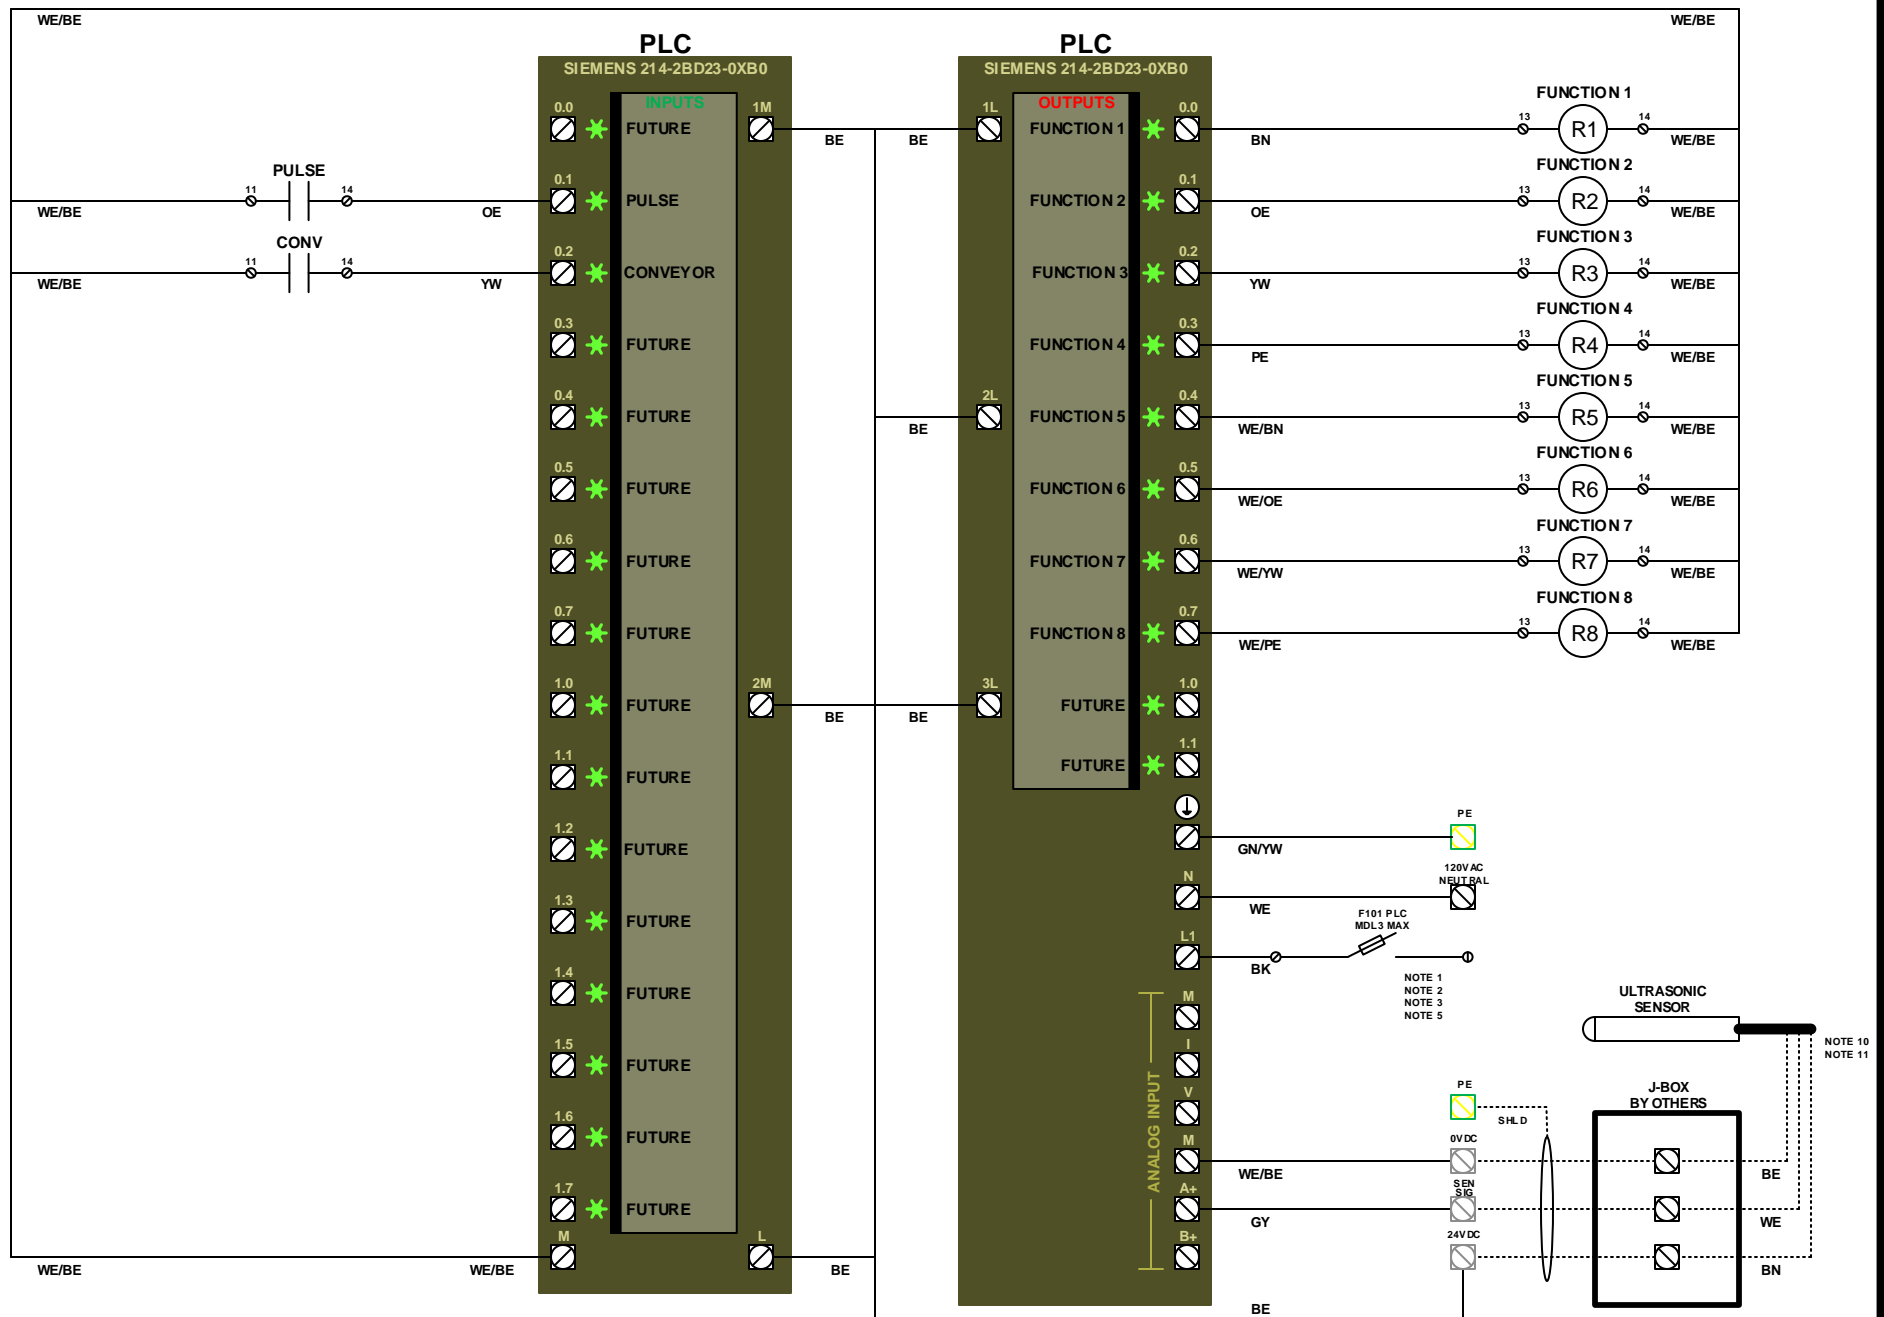 WE/BE
WE/BE
PLC
SIEMENS 214-2BD23-0XB0
INPUTS
0.0
FUTURE
1M
BE
PULSE
11
14
WE/BE
OE
0.1
PULSE
CONV
11
14
WE/BE
YW
0.2
CONVEYOR
0.3
FUTURE
0.4
FUTURE
0.5
FUTURE
0.6
FUTURE
0.7
FUTURE
1.0
FUTURE
2M
BE
1.1
FUTURE
1.2
FUTURE
1.3
FUTURE
1.4
FUTURE
1.5
FUTURE
1.6
FUTURE
1.7
FUTURE
M
L
WE/BE
WE/BE
BE
PLC
SIEMENS 214-2BD23-0XB0
OUTPUTS
BE
1L
FUNCTION 1
0.0
BN
FUNCTION 1
13
R1
14
WE/BE
FUNCTION 2
0.1
OE
FUNCTION 2
13
R2
14
WE/BE
FUNCTION 3
0.2
YW
FUNCTION 3
13
R3
14
WE/BE
FUNCTION 4
0.3
PE
FUNCTION 4
13
R4
14
WE/BE
BE
2L
FUNCTION 5
0.4
WE/BN
FUNCTION 5
13
R5
14
WE/BE
FUNCTION 6
0.5
WE/OE
FUNCTION 6
13
R6
14
WE/BE
FUNCTION 7
0.6
WE/YW
FUNCTION 7
13
R7
14
WE/BE
FUNCTION 8
0.7
WE/PE
FUNCTION 8
13
R8
14
WE/BE
BE
3L
FUTURE
1.0
FUTURE
1.1
GN/YW
PE
N
WE
120VAC
NEUTRAL
L1
BK
F101 PLC
MDL3 MAX
NOTE 1
NOTE 2
NOTE 3
NOTE 5
ANALOG INPUT
M
I
V
M
WE/BE
A+
GY
B+
BE
PE
SHLD
0VDC
SEN
SIG
24VDC
ULTRASONIC
SENSOR
NOTE 10
NOTE 11
J-BOX
BY OTHERS
BE
WE
BN